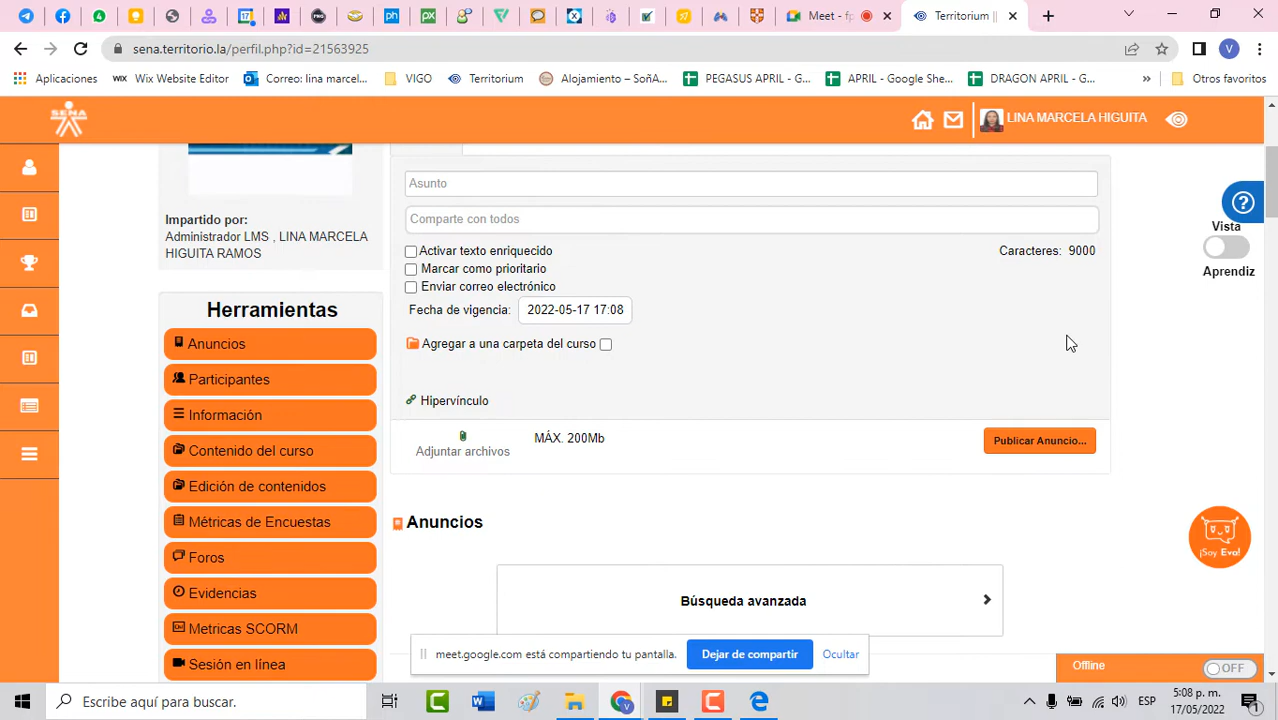 17
Meet - fp
Territorium ||
sena.territorio.la/perfil.php?id=21563925
V
Aplicaciones
WiX Wix Website Editor
Correo: lina marcel...
VIGO
Territorium
Alojamiento – SoñA...
PEGASUS APRIL - G...
APRIL - Google She...
DRAGON APRIL - G...
»
Otros favoritos
SENA
LINA MARCELA HIGUITA
Impartido por:
Administrador LMS , LINA MARCELA
HIGUITA RAMOS
Herramientas
Anuncios
Participantes
Información
Contenido del curso
Edición de contenidos
Métricas de Encuestas
Foros
Evidencias
Metricas SCORM
Sesión en línea
Asunto
Comparte con todos
Activar texto enriquecido
Caracteres: 9000
Marcar como prioritario
Enviar correo electrónico
Fecha de vigencia: 2022-05-17 17:08
Agregar a una carpeta del curso
Hipervínculo
Adjuntar archivos
MÁX. 200Mb
Publicar Anuncio...
Anuncios
Búsqueda avanzada
?
Vista
Aprendiz
¡Soy Evo!
Offline
OFF
meet.google.com está compartiendo tu pantalla.
Dejar de compartir
Ocultar
Escribe aquí para buscar.
ESP
5:08 p. m.
17/05/2022
1